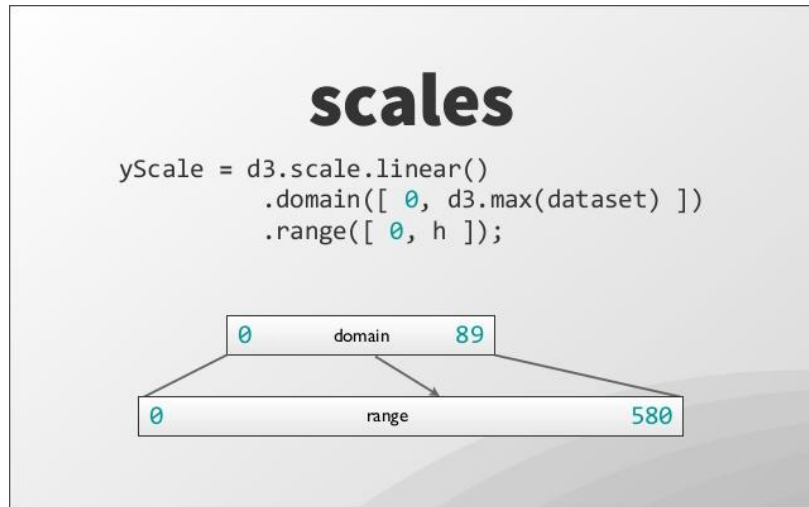 scales
yScale = d3.scale.linear()
.domain([ 0, d3.max(dataset) ])
.range([ 0, h ]);
0 domain 89
0 range 580